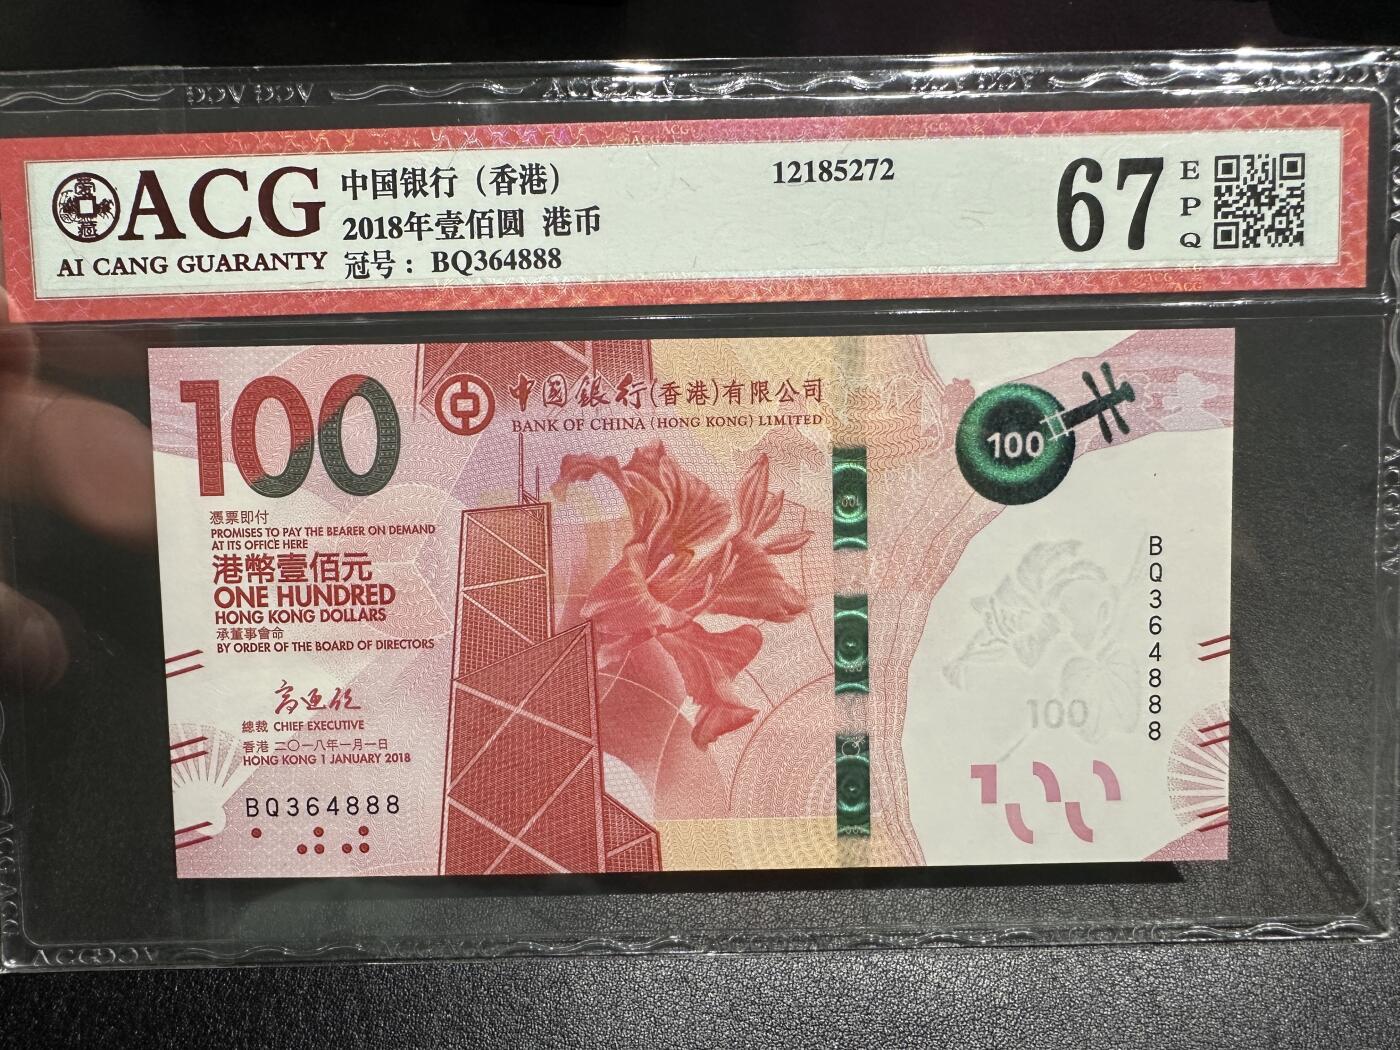 ACG
AI CANG GUARANTY
中国银行（香港）
2018年壹佰圆 港币
冠号： BQ364888
12185272
67
E
P
Q
100
中國銀行(香港)有限公司
BANK OF CHINA (HONG KONG) LIMITED
100
憑票即付
PROMISES TO PAY THE BEARER ON DEMAND
AT ITS OFFICE HERE
港幣壹佰元
ONE HUNDRED
HONG KONG DOLLARS
承董事會命
BY ORDER OF THE BOARD OF DIRECTORS
總裁 CHIEF EXECUTIVE
香港 二〇一八年一月一日
HONG KONG 1 JANUARY 2018
BQ364888
BQ364888
100
100